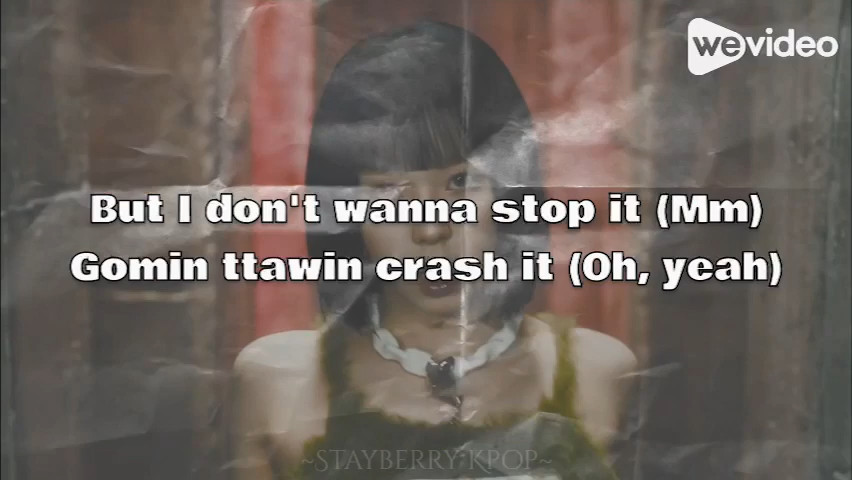 wevideo
But I don't wanna stop it (Mm)
Gomin ttawin crash it (Oh, yeah)
~STAYBERRY KPOP~